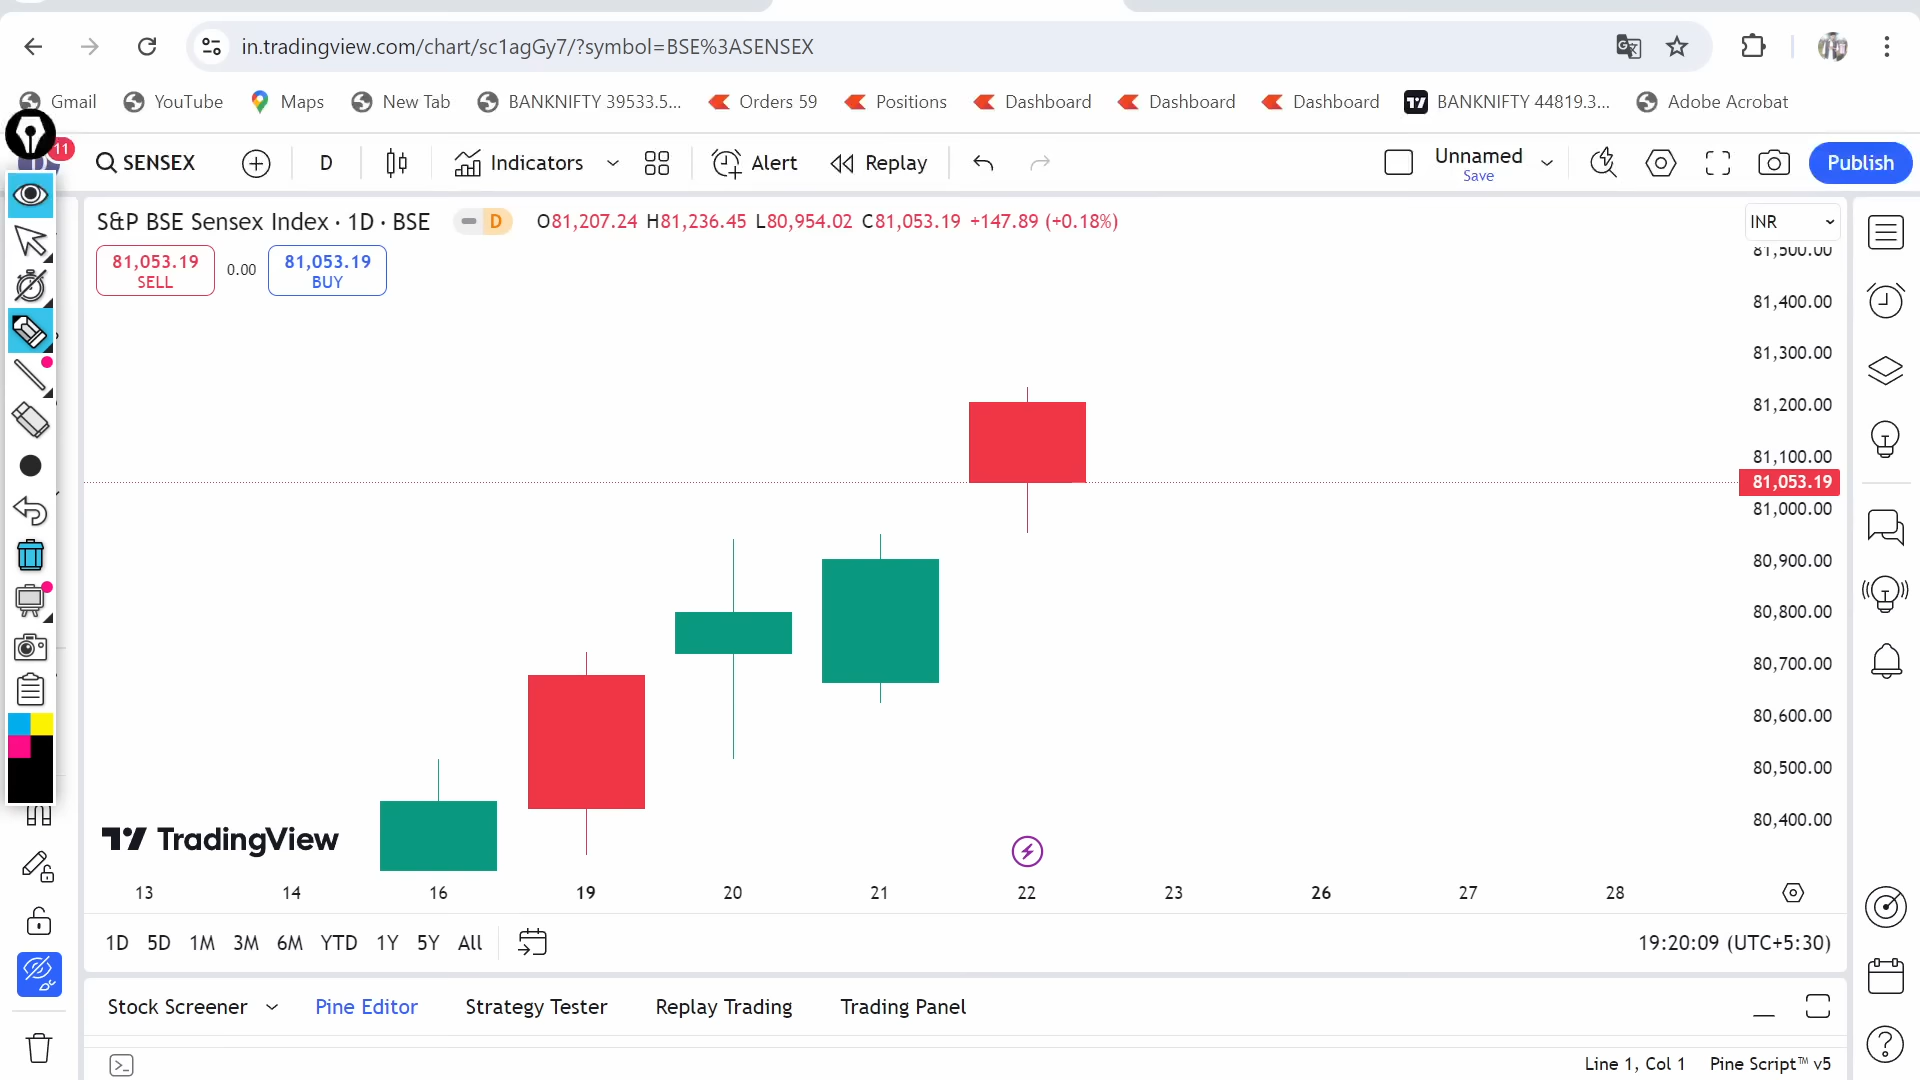 in.tradingview.com/chart/sc1agGy7/?symbol=BSE%3ASENSEX
Gmail YouTube Maps New Tab BANKNIFTY 39533.5... Orders 59 Positions Dashboard Dashboard Dashboard BANKNIFTY 44819.3... Adobe Acrobat
11
SENSEX D Indicators Alert Replay Unnamed Save Publish
S&P BSE Sensex Index · 1D · BSE D O81,207.24 H81,236.45 L80,954.02 C81,053.19 +147.89 (+0.18%) INR
81,053.19 SELL 0.00 81,053.19 BUY
81,500.00
81,400.00
81,300.00
81,200.00
81,100.00
81,053.19
81,000.00
80,900.00
80,800.00
80,700.00
80,600.00
80,500.00
80,400.00
TradingView
13 14 16 19 20 21 22 23 26 27 28
1D 5D 1M 3M 6M YTD 1Y 5Y All 19:20:09 (UTC+5:30)
Stock Screener Pine Editor Strategy Tester Replay Trading Trading Panel
Line 1, Col 1 Pine Script™ v5